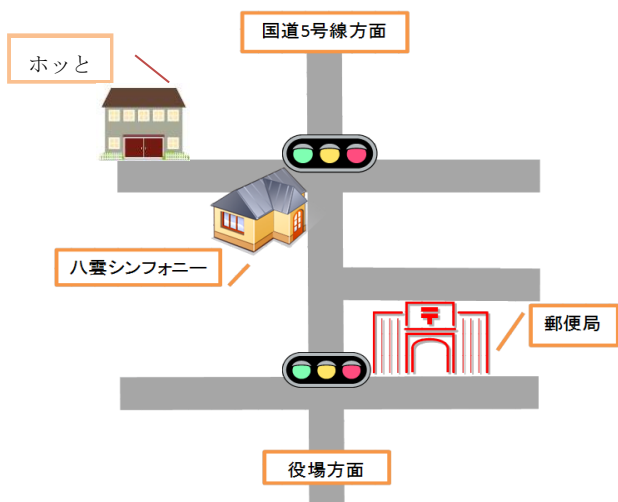 国道5号線方面
ホッと
八雲シンフォニー
郵便局
役場方面